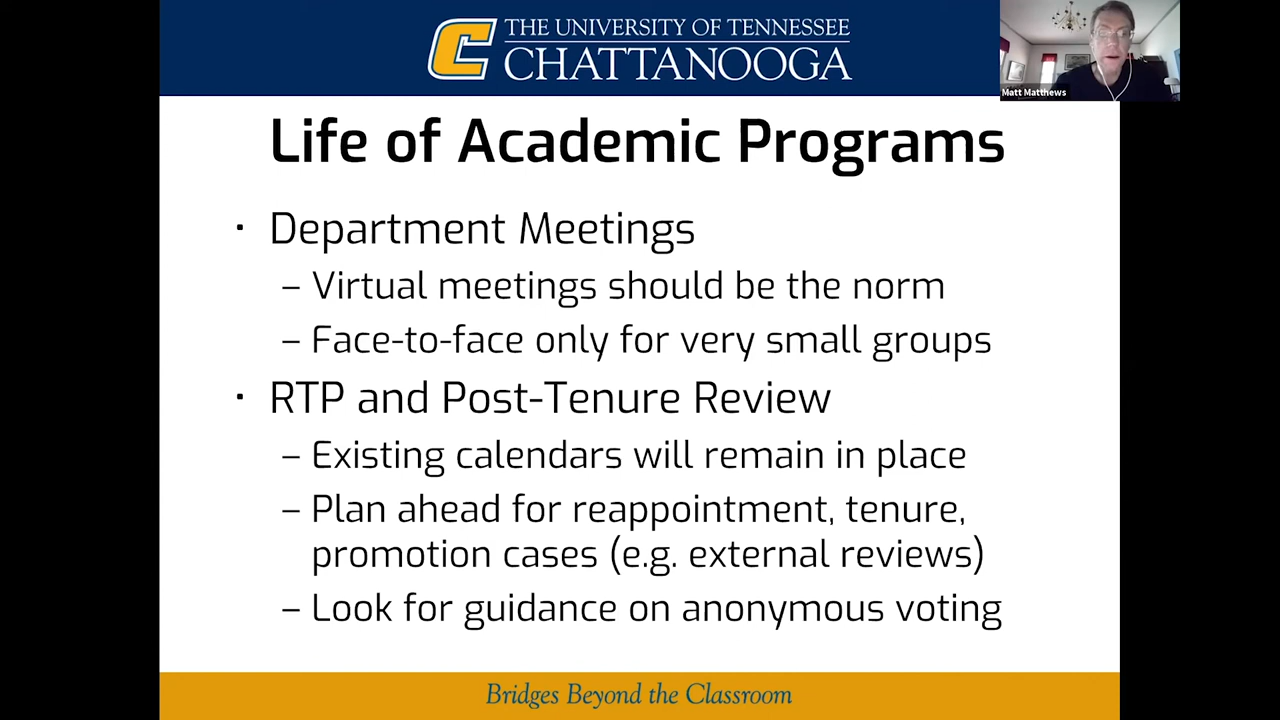 THE UNIVERSITY OF TENNESSEE
CHATTANOOGA
Matt Matthews
Life of Academic Programs
· Department Meetings
– Virtual meetings should be the norm
– Face-to-face only for very small groups
· RTP and Post-Tenure Review
– Existing calendars will remain in place
– Plan ahead for reappointment, tenure,
promotion cases (e.g. external reviews)
– Look for guidance on anonymous voting
Bridges Beyond the Classroom